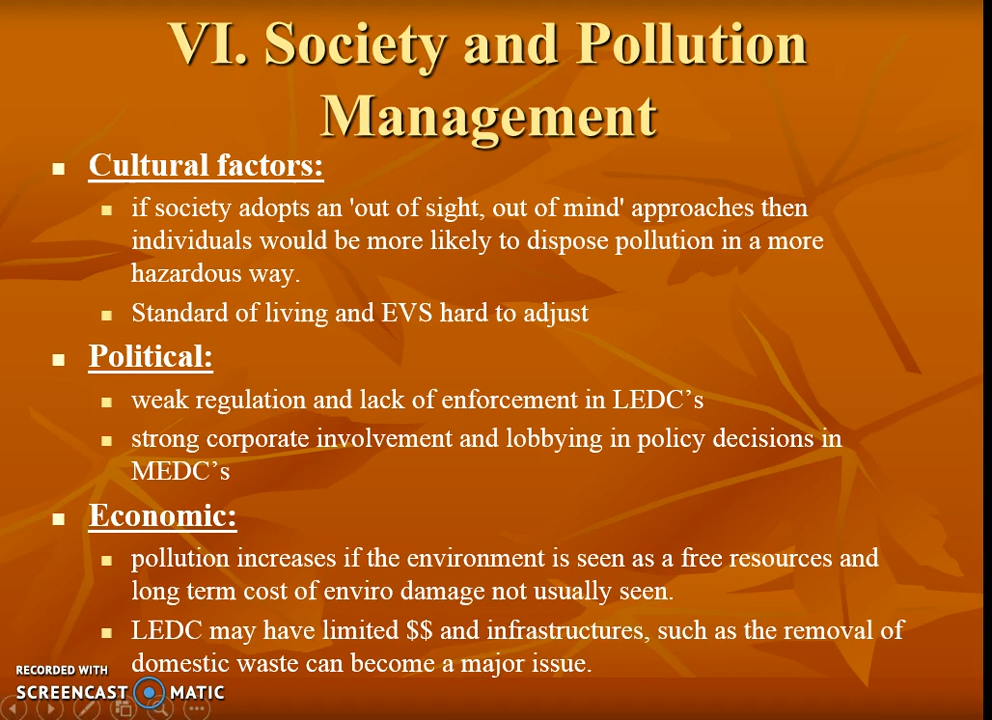 VI. Society and Pollution
Management
Cultural factors:
if society adopts an 'out of sight, out of mind' approaches then
individuals would be more likely to dispose pollution in a more
hazardous way.
Standard of living and EVS hard to adjust
Political:
weak regulation and lack of enforcement in LEDC’s
strong corporate involvement and lobbying in policy decisions in
MEDC’s
Economic:
pollution increases if the environment is seen as a free resources and
long term cost of enviro damage not usually seen.
LEDC may have limited $$ and infrastructures, such as the removal of
domestic waste can become a major issue.
RECORDED WITH
SCREENCAST MATIC